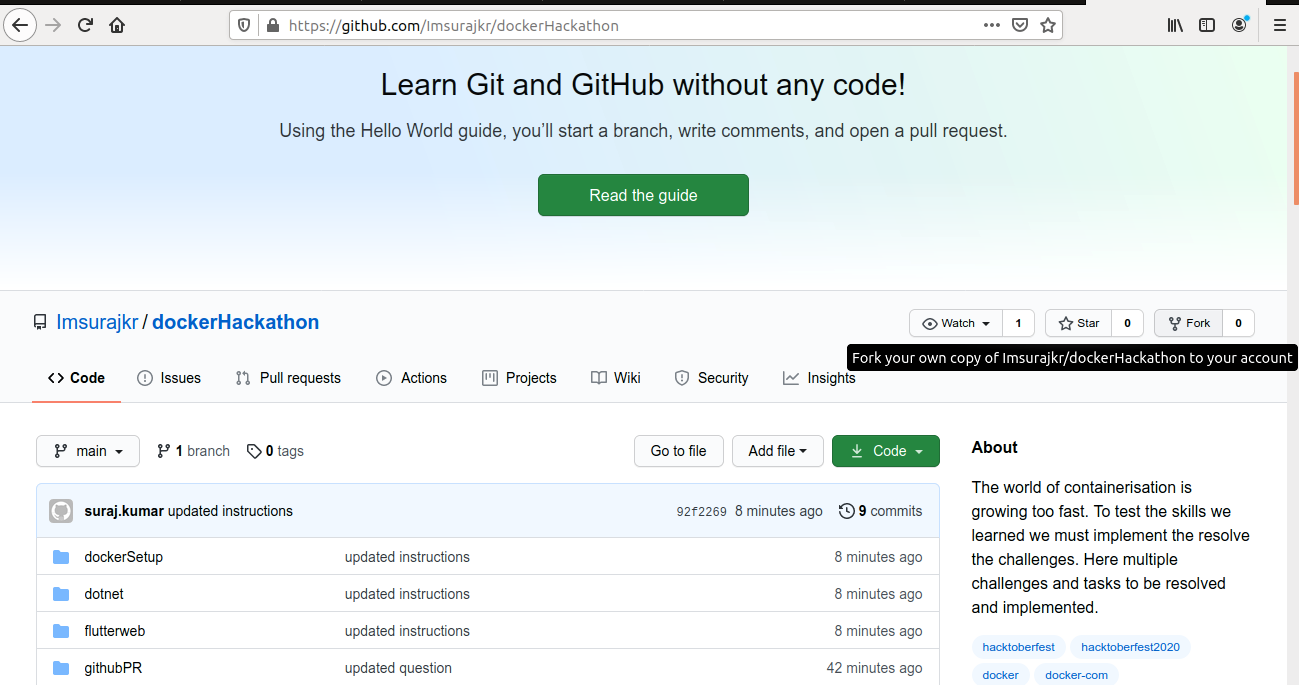 https://github.com/Imsurajkr/dockerHackathon
Learn Git and GitHub without any code!
Using the Hello World guide, you’ll start a branch, write comments, and open a pull request.
Read the guide
Imsurajkr / dockerHackathon
Watch 1 Star 0 Fork 0
Fork your own copy of Imsurajkr/dockerHackathon to your account
Code Issues Pull requests Actions Projects Wiki Security Insights
main 1 branch 0 tags Go to file Add file Code
suraj.kumar updated instructions 92f2269 8 minutes ago 9 commits
dockerSetup updated instructions 8 minutes ago
dotnet updated instructions 8 minutes ago
flutterweb updated instructions 8 minutes ago
githubPR updated question 42 minutes ago
About
The world of containerisation is
growing too fast. To test the skills we
learned we must implement the resolve
the challenges. Here multiple
challenges and tasks to be resolved
and implemented.
hacktoberfest hacktoberfest2020
docker docker-com